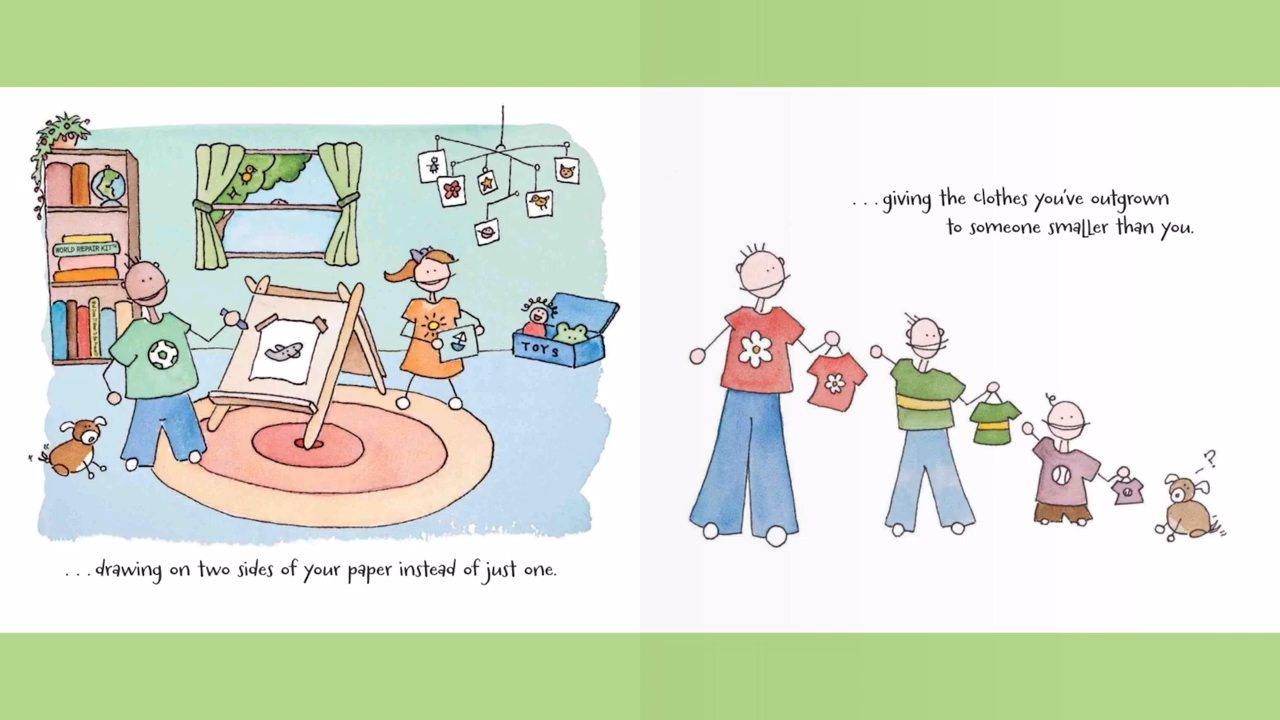 WORLD REPAIR KIT™
TOYS
...drawing on two sides of your paper instead of just one.
...giving the clothes you've outgrown
to someone smaller than you.
?